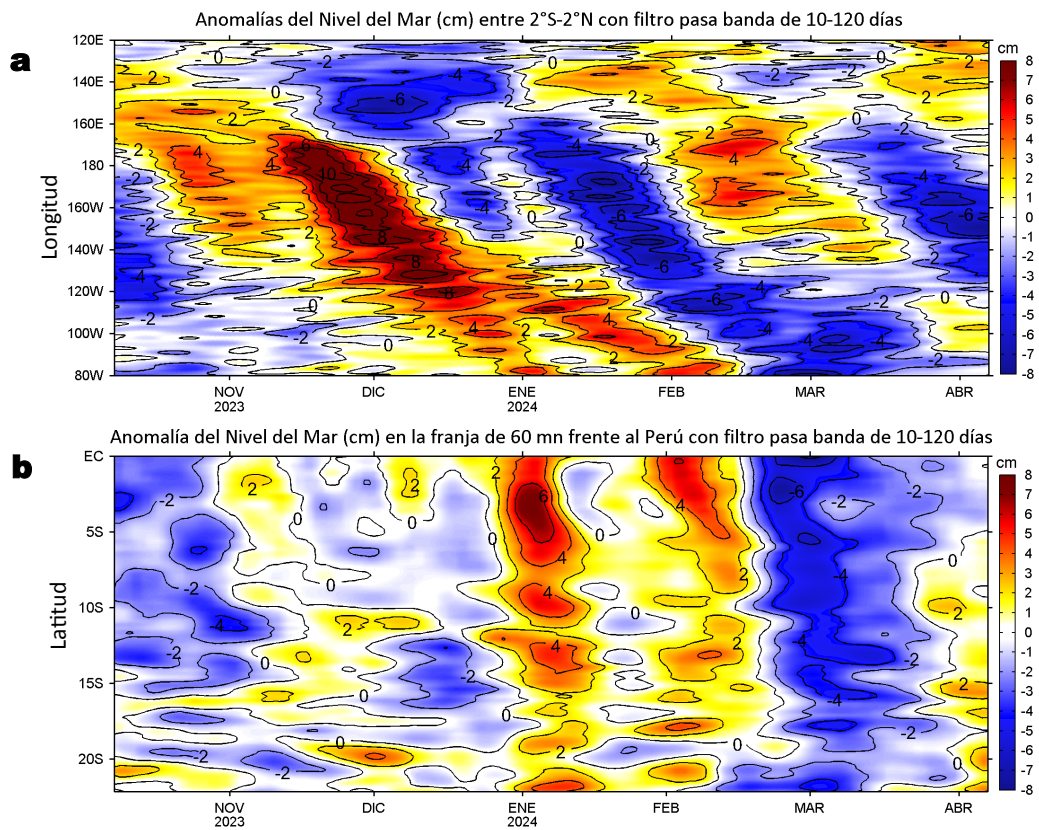 Anomalías del Nivel del Mar (cm) entre 2°S-2°N con filtro pasa banda de 10-120 días
a
Longitud
120E
140E
160E
180
160W
140W
120W
100W
80W
NOV DIC ENE FEB MAR ABR
2023 2024
cm
8
7
6
5
4
3
2
1
0
-1
-2
-3
-4
-5
-6
-7
-8
Anomalía del Nivel del Mar (cm) en la franja de 60 mn frente al Perú con filtro pasa banda de 10-120 días
b
Latitud
EC
5S
10S
15S
20S
NOV DIC ENE FEB MAR ABR
2023 2024
cm
8
7
6
5
4
3
2
1
0
-1
-2
-3
-4
-5
-6
-7
-8